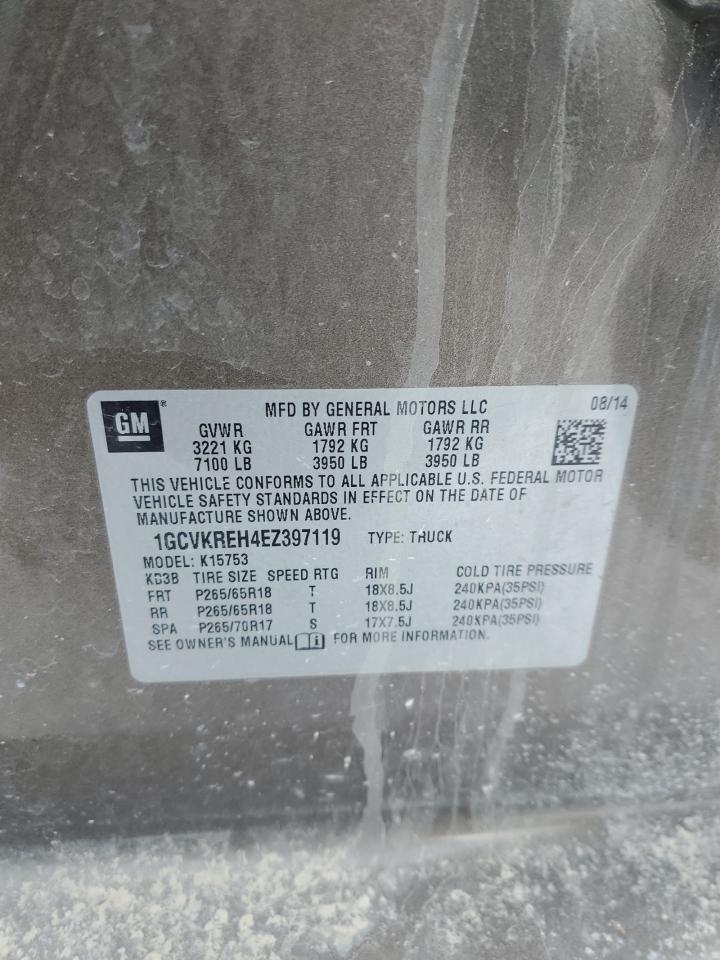 GM®
MFD BY GENERAL MOTORS LLC 08/14
GVWR GAWR FRT GAWR RR
3221 KG 1792 KG 1792 KG
7100 LB 3950 LB 3950 LB
THIS VEHICLE CONFORMS TO ALL APPLICABLE U.S. FEDERAL MOTOR
VEHICLE SAFETY STANDARDS IN EFFECT ON THE DATE OF
MANUFACTURE SHOWN ABOVE.
1GCVKREH4EZ397119 TYPE: TRUCK
MODEL: K15753
KD3B TIRE SIZE SPEED RTG RIM COLD TIRE PRESSURE
FRT P265/65R18 T 18X8.5J 240KPA(35PSI)
RR P265/65R18 T 18X8.5J 240KPA(35PSI)
SPA P265/70R17 S 17X7.5J 240KPA(35PSI)
SEE OWNER'S MANUAL i FOR MORE INFORMATION.